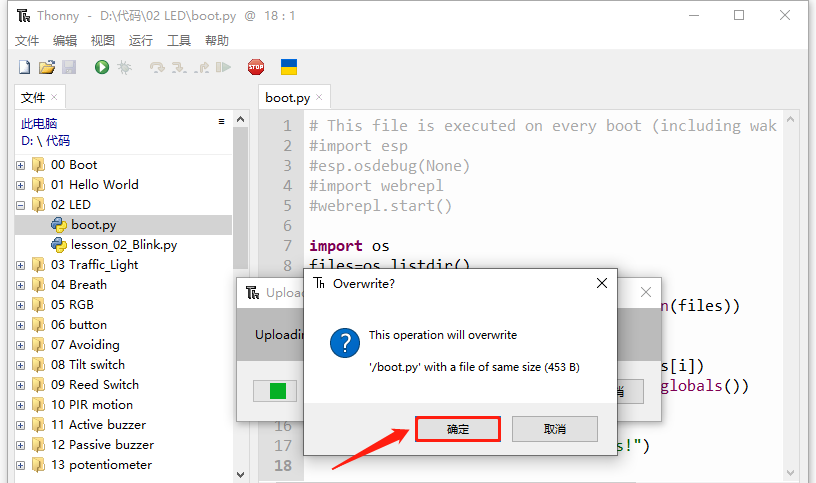 Thonny - D:\代码\02 LED\boot.py @ 18 : 1
文件 编辑 视图 运行 工具 帮助
STOP
文件 ×
boot.py ×
此电脑
D: \ 代码
00 Boot
01 Hello World
02 LED
boot.py
lesson_02_Blink.py
03 Traffic_Light
04 Breath
05 RGB
06 button
07 Avoiding
08 Tilt switch
09 Reed Switch
10 PIR motion
11 Active buzzer
12 Passive buzzer
13 potentiometer
1 # This file is executed on every boot (including wak
2 #import esp
3 #esp.osdebug(None)
4 #import webrepl
5 #webrepl.start()
6
7 import os
8 files=os.listdir()
n(files))
s[i])
globals())
16
17 s!")
18
Uploadin
Overwrite?
This operation will overwrite
'/boot.py' with a file of same size (453 B)
确定 取消